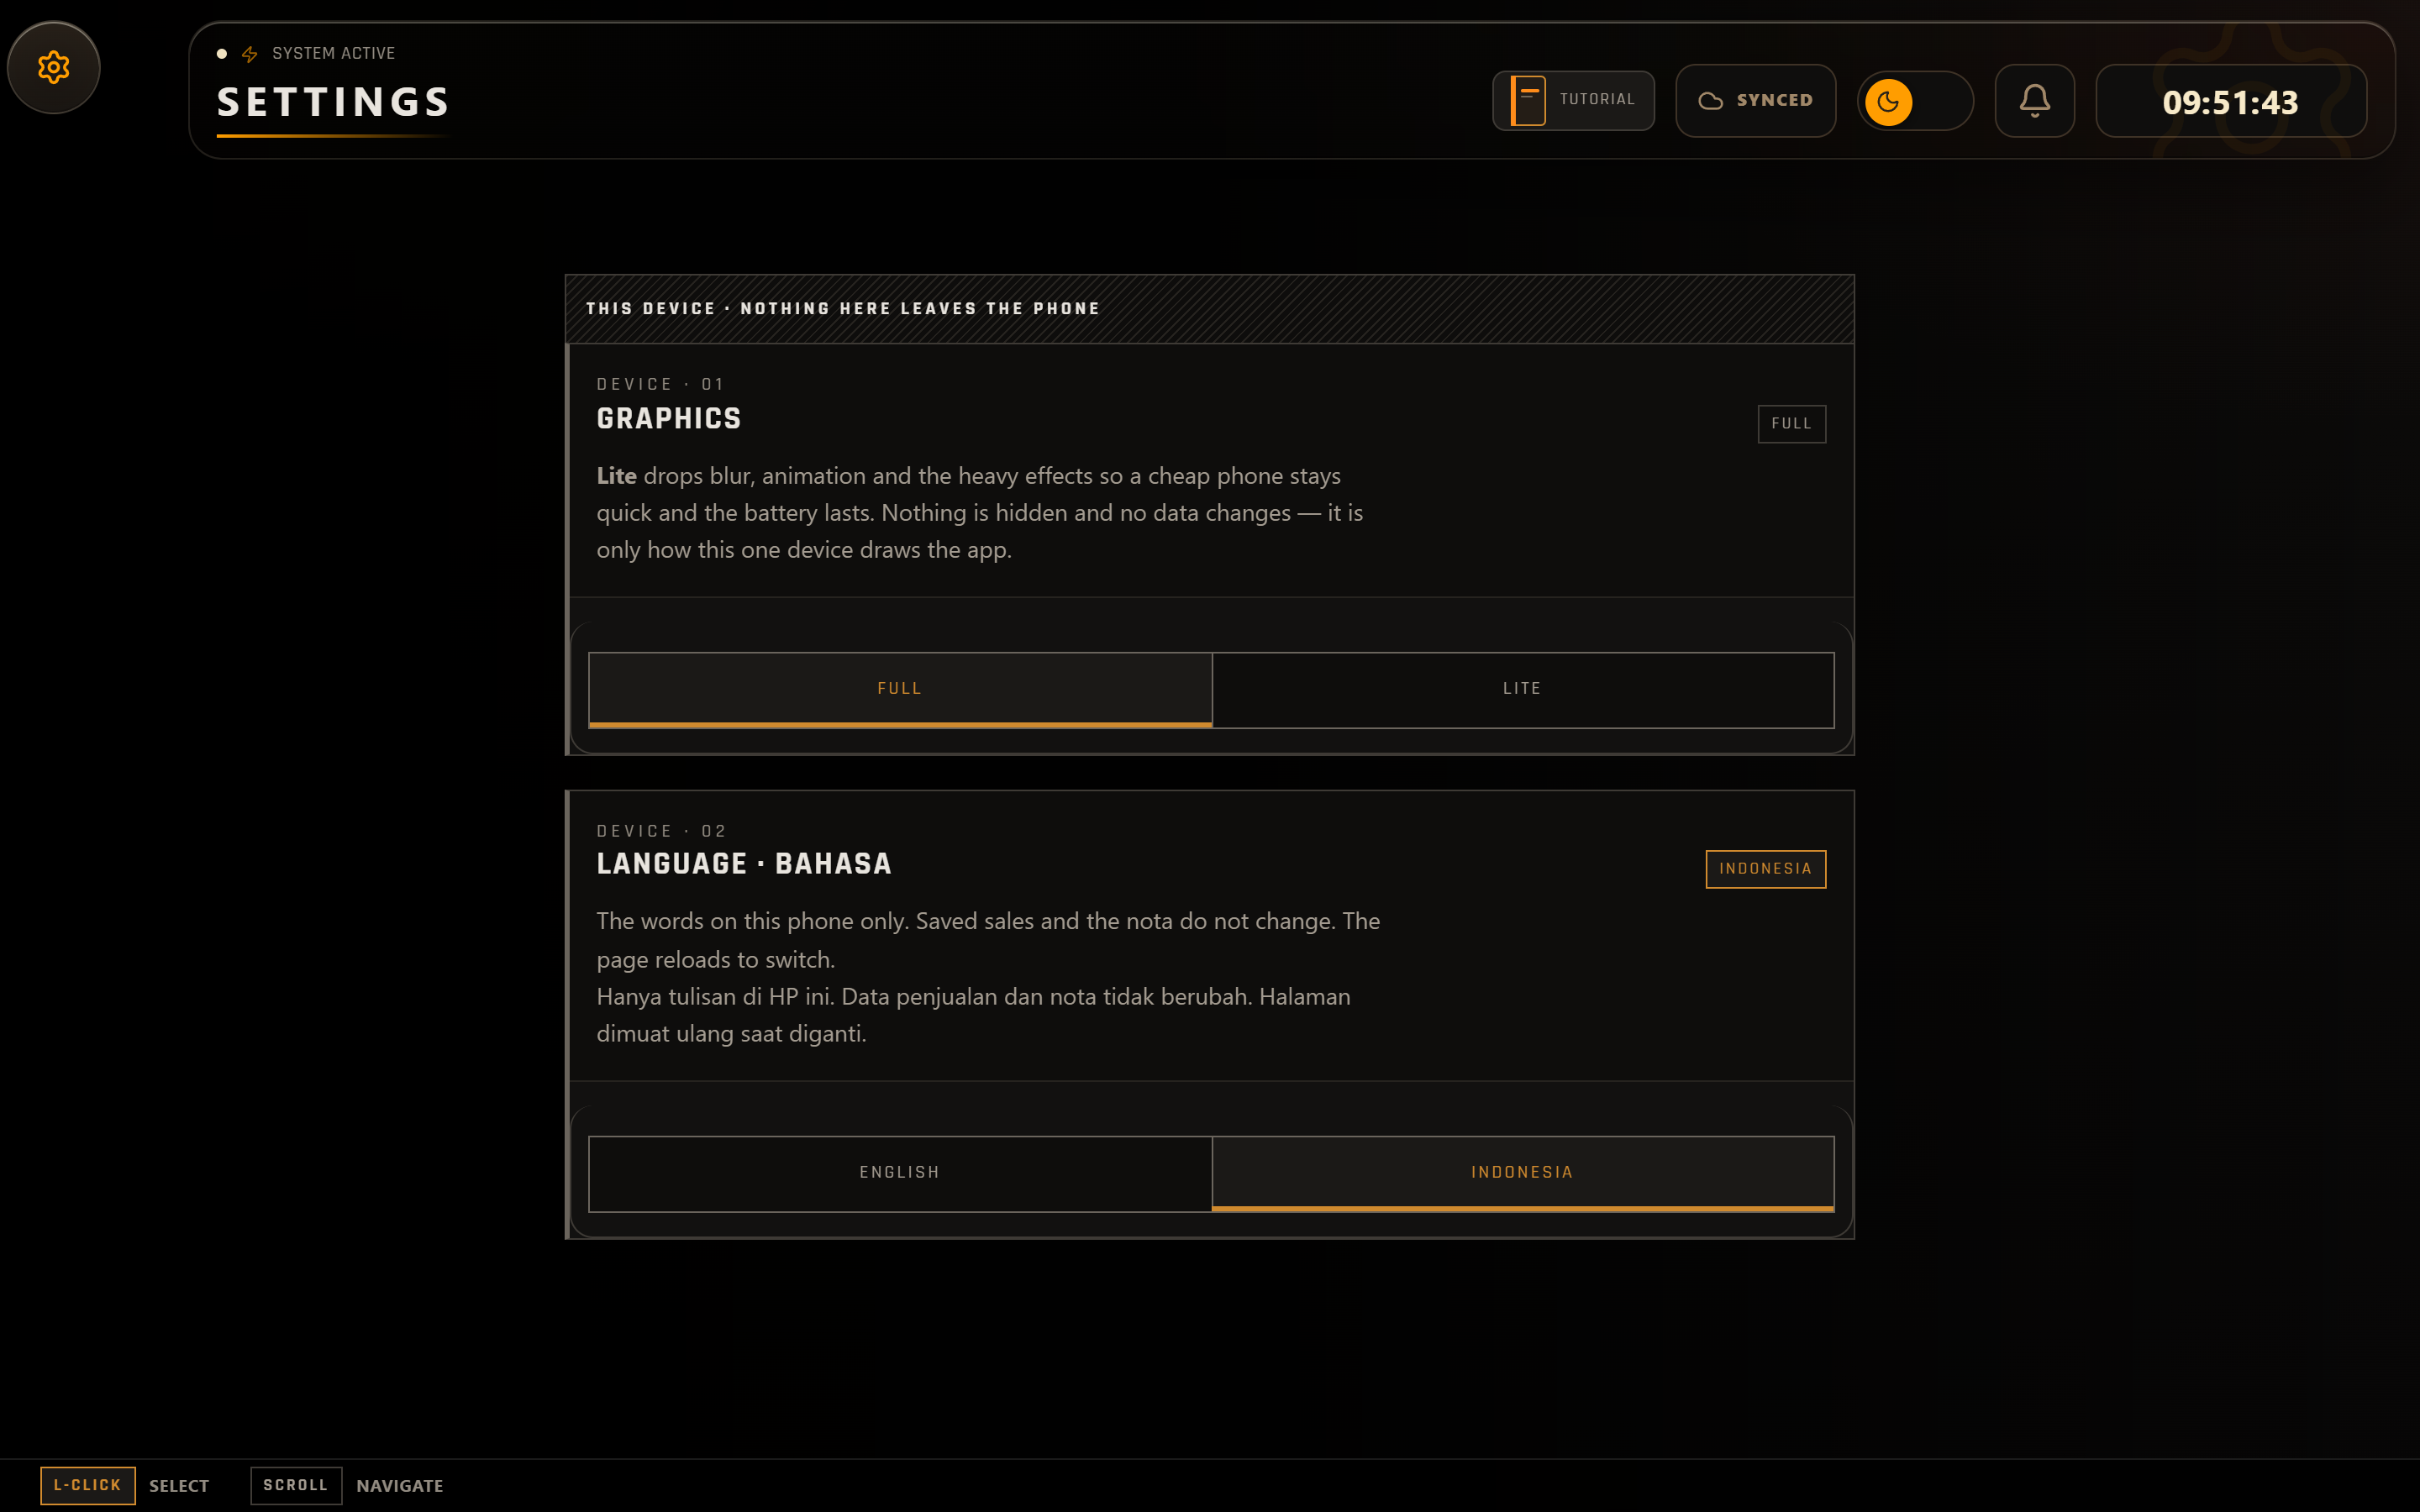 SYSTEM ACTIVE
SETTINGS
TUTORIAL
SYNCED
09:51:43
THIS DEVICE · NOTHING HERE LEAVES THE PHONE
DEVICE · 01
GRAPHICS
FULL
Lite drops blur, animation and the heavy effects so a cheap phone stays
quick and the battery lasts. Nothing is hidden and no data changes — it is
only how this one device draws the app.
FULL
LITE
DEVICE · 02
LANGUAGE · BAHASA
INDONESIA
The words on this phone only. Saved sales and the nota do not change. The
page reloads to switch.
Hanya tulisan di HP ini. Data penjualan dan nota tidak berubah. Halaman
dimuat ulang saat diganti.
ENGLISH
INDONESIA
L-CLICK SELECT SCROLL NAVIGATE